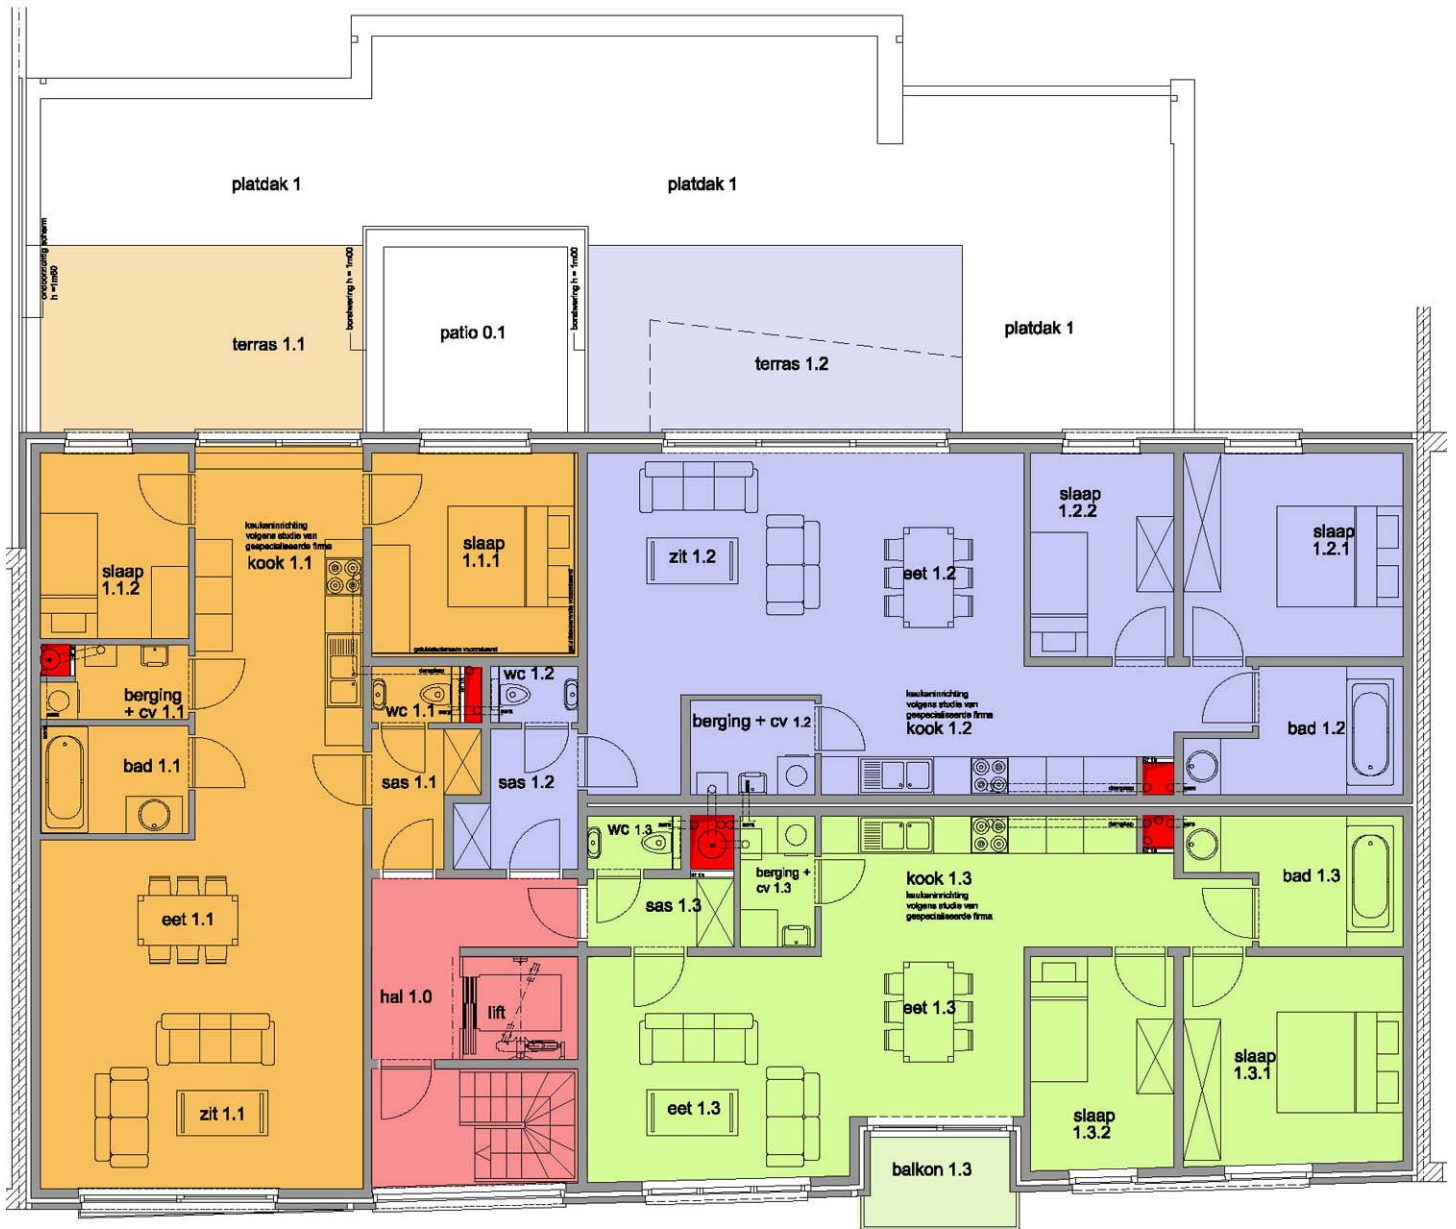 platdak 1
platdak 1
ondoorzichtig scherm
h =1m80
borstwering h = 1m00
borstwering h = 1m00
terras 1.1
patio 0.1
terras 1.2
platdak 1
slaap
1.1.2
keukeninrichting
volgens studie van
gespecialiseerde firma
kook 1.1
slaap
1.1.1
zit 1.2
eet 1.2
slaap
1.2.2
slaap
1.2.1
berging
+ cv 1.1
wc 1.1
wc 1.2
bad 1.1
sas 1.1
sas 1.2
berging + cv 1.2
keukeninrichting
volgens studie van
gespecialiseerde firma
kook 1.2
bad 1.2
dampkap
dampkap
dampkap
wc 1.3
berging +
cv 1.3
kook 1.3
keukeninrichting
volgens studie van
gespecialiseerde firma
bad 1.3
sas 1.3
eet 1.1
hal 1.0
lift
eet 1.3
zit 1.1
eet 1.3
slaap
1.3.2
slaap
1.3.1
balkon 1.3